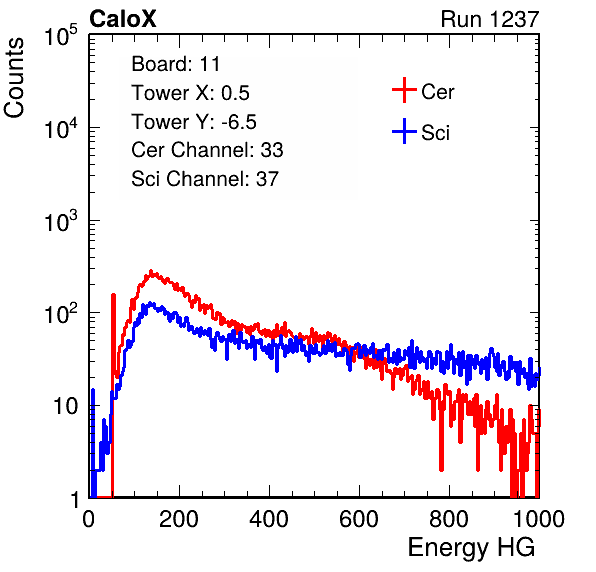 CaloX Run 1237
Counts
Board: 11
Tower X: 0.5
Tower Y: -6.5
Cer Channel: 33
Sci Channel: 37
Cer
Sci
10^5
10^4
10^3
10^2
10
1
0 200 400 600 800 1000
Energy HG